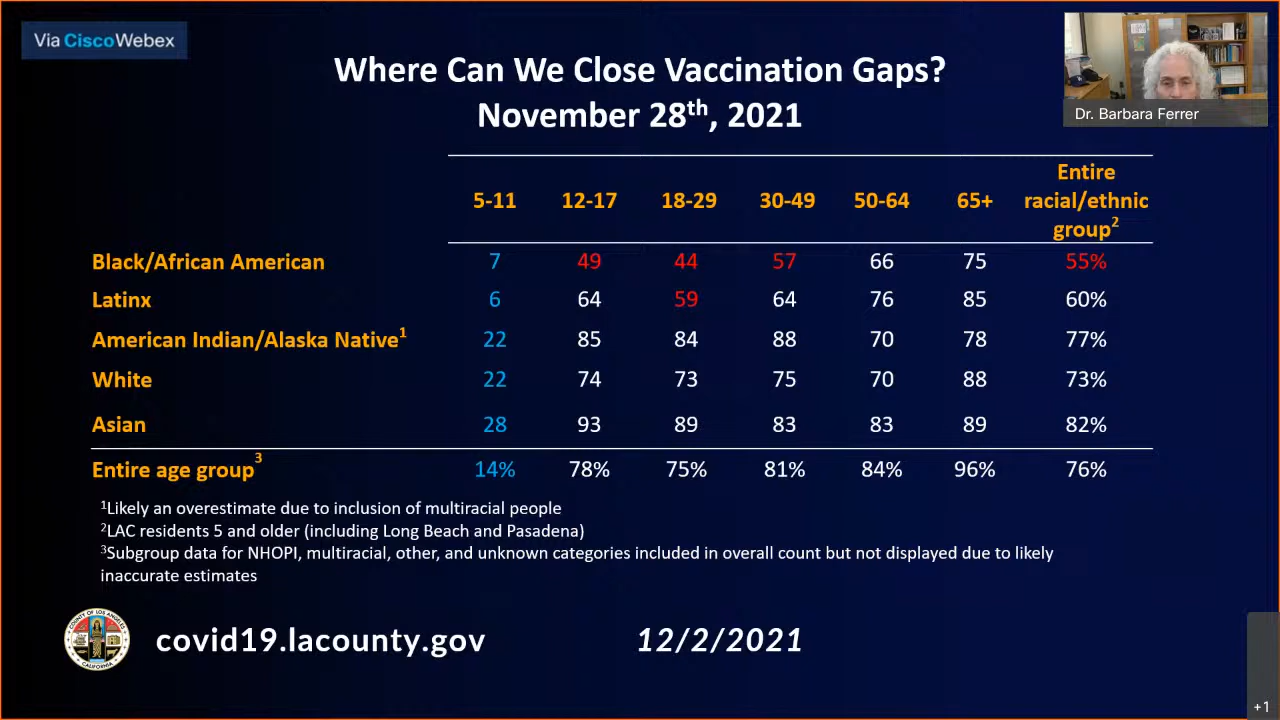 Via CiscoWebex
Where Can We Close Vaccination Gaps?
November 28th, 2021
Dr. Barbara Ferrer
Entire
5-11 12-17 18-29 30-49 50-64 65+ racial/ethnic
group2
Black/African American 7 49 44 57 66 75 55%
Latinx 6 64 59 64 76 85 60%
American Indian/Alaska Native1 22 85 84 88 70 78 77%
White 22 74 73 75 70 88 73%
Asian 28 93 89 83 83 89 82%
Entire age group3 14% 78% 75% 81% 84% 96% 76%
1Likely an overestimate due to inclusion of multiracial people
2LAC residents 5 and older (including Long Beach and Pasadena)
3Subgroup data for NHOPI, multiracial, other, and unknown categories included in overall count but not displayed due to likely
inaccurate estimates
COUNTY OF LOS ANGELES
CALIFORNIA
covid19.lacounty.gov 12/2/2021
+1